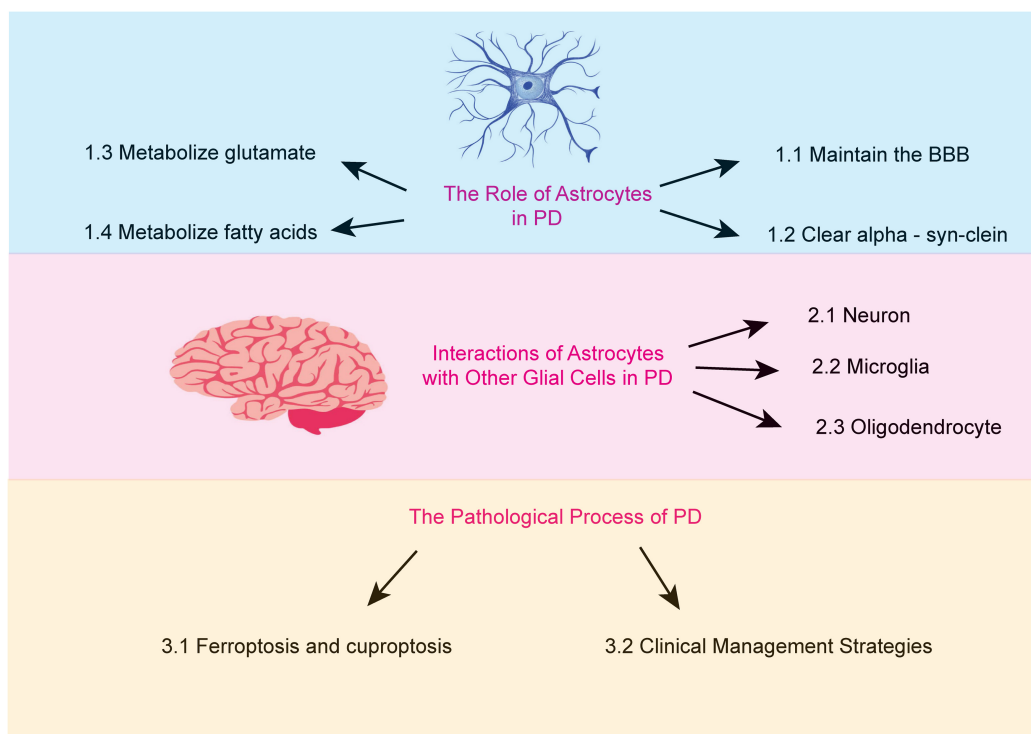 1.3 Metabolize glutamate
1.1 Maintain the BBB
The Role of Astrocytes
in PD
1.4 Metabolize fatty acids
1.2 Clear alpha - syn-clein
2.1 Neuron
Interactions of Astrocytes
with Other Glial Cells in PD
2.2 Microglia
2.3 Oligodendrocyte
The Pathological Process of PD
3.1 Ferroptosis and cuproptosis
3.2 Clinical Management Strategies